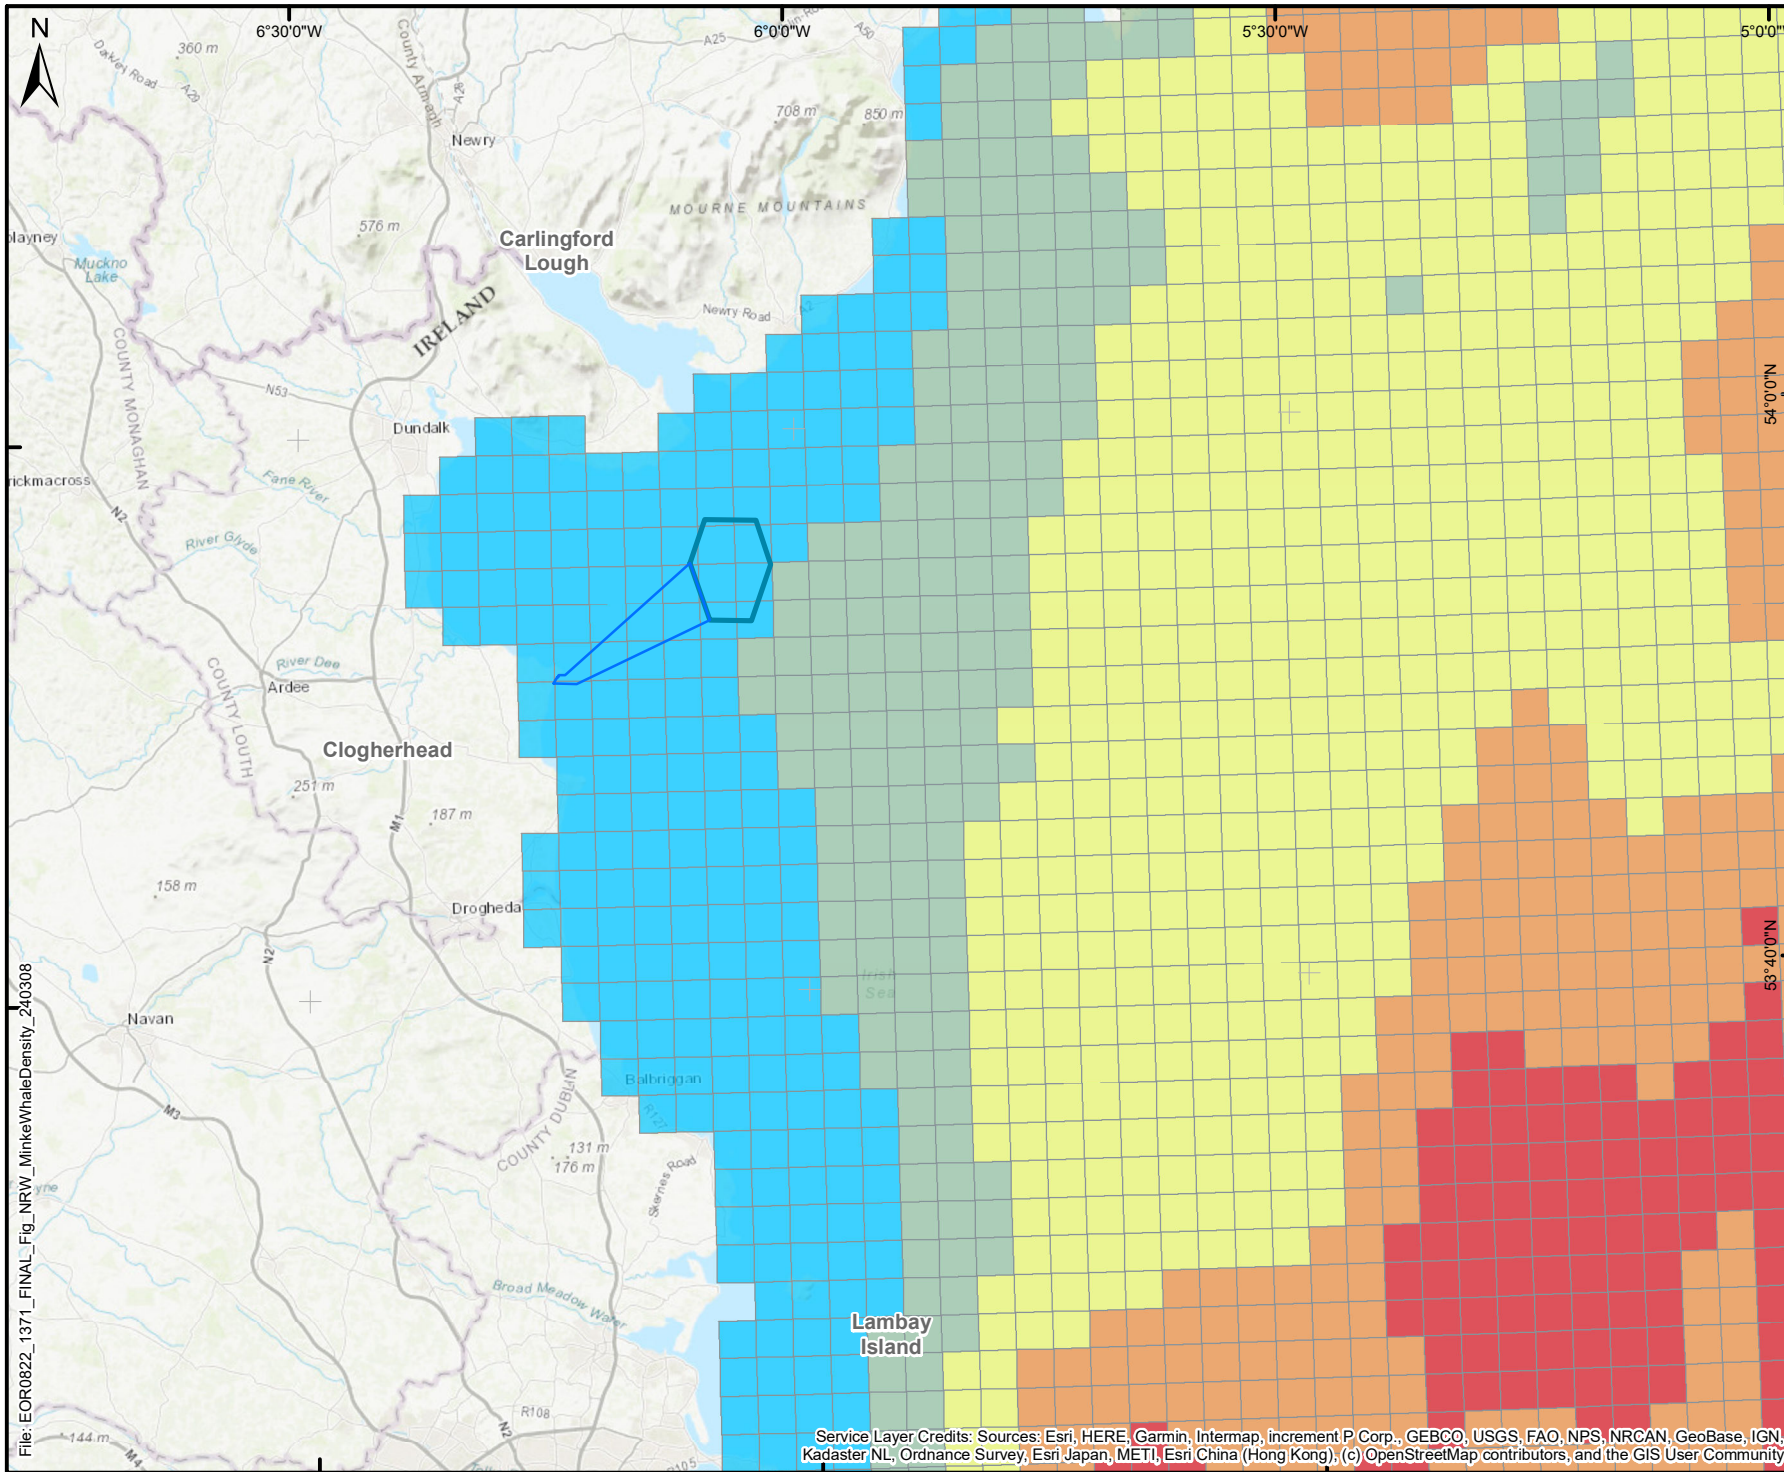 N
6°30'0"W
6°0'0"W
5°30'0"W
5°0'0"
360 m
County Armagh
A25
A50
A29
A28
Newry
708 m
850 m
MOURNE MOUNTAINS
576 m
Carlingford
Lough
layney
Muckno
Lake
IRELAND
Newry Road
A2
COUNTY MONAGHAN
N53
54°0'0"N
Dundalk
rickmacross
Fane River
N2
River Glyde
COUNTY LOUTH
River Dee
Ardee
Clogherhead
251 m
187 m
M1
158 m
Drogheda
N2
53°40'0"N
Irish
Sea
Navan
M3
Balbriggan
R127
COUNTY DUBLIN
131 m
176 m
Skerries Road
Broad Meadow Water
Lambay
Island
R108
N2
144 m
M4
R105
File: EOR0822_1371_FINAL_Fig_NRW_MinkeWhaleDensity_240308
Service Layer Credits: Sources: Esri, HERE, Garmin, Intermap, increment P Corp., GEBCO, USGS, FAO, NPS, NRCAN, GeoBase, IGN,
Kadaster NL, Ordnance Survey, Esri Japan, METI, Esri China (Hong Kong), (c) OpenStreetMap contributors, and the GIS User Community